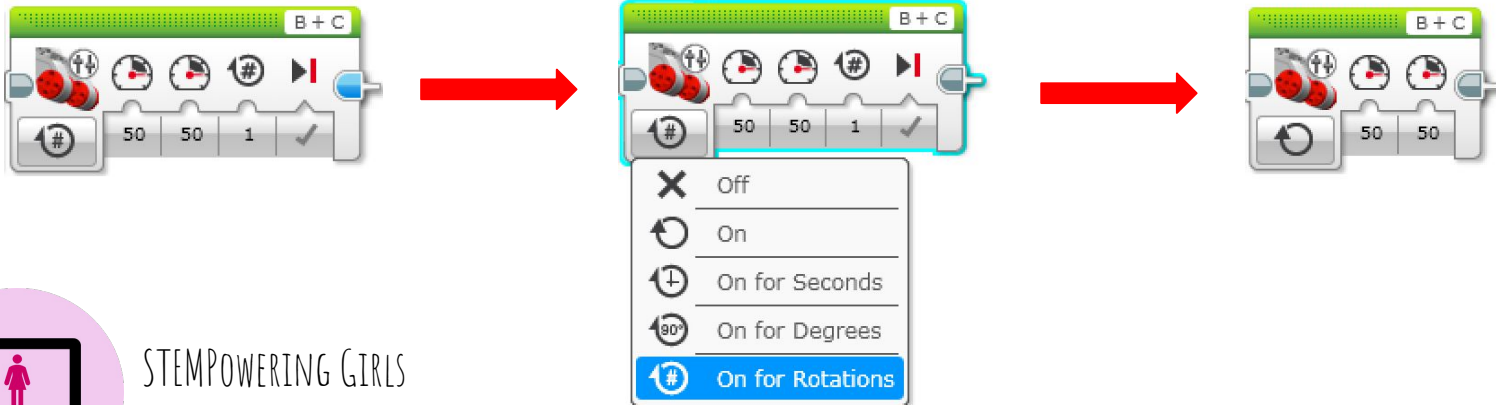 B + C
50 50 1
#
B + C
50 50 1
#
Off
On
On for Seconds
90° On for Degrees
# On for Rotations
B + C
50 50
STEMPowering Girls